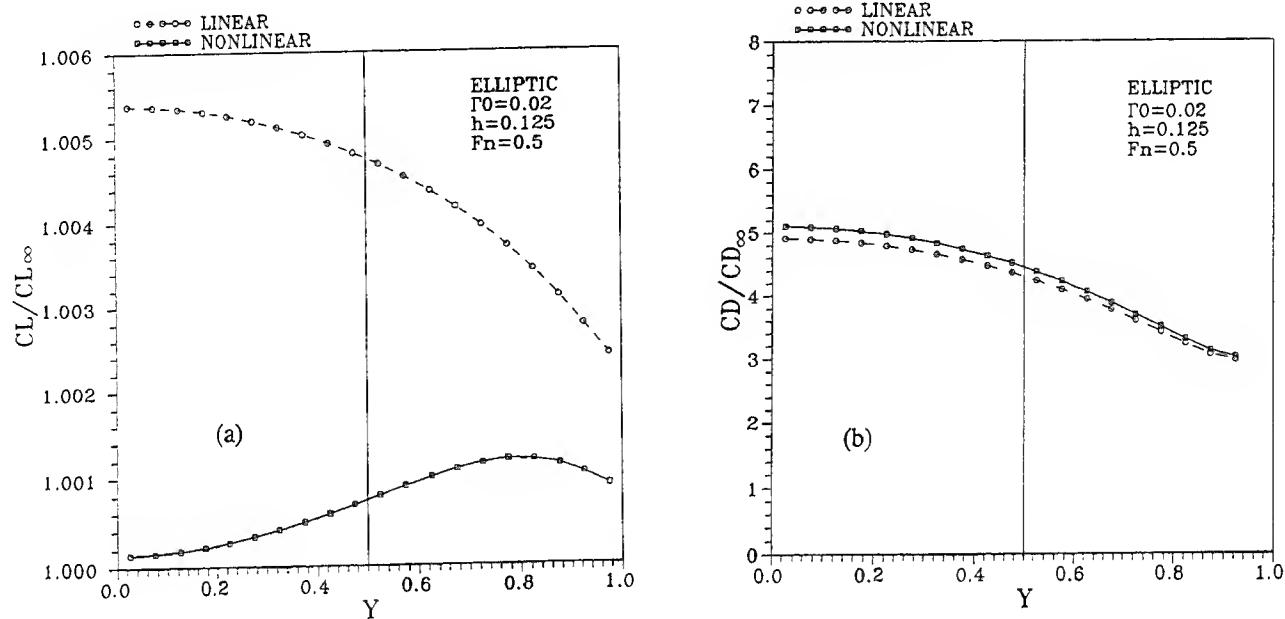 LINEAR
NONLINEAR
1.006
1.005
1.004
1.003
1.002
1.001
1.000
CL/CL∞
ELLIPTIC
Γ0=0.02
h=0.125
Fn=0.5
(a)
0.0 0.2 0.4 0.6 0.8 1.0
Y
LINEAR
NONLINEAR
8
7
6
5
4
3
2
1
0
CD/CD∞
ELLIPTIC
Γ0=0.02
h=0.125
Fn=0.5
(b)
0.0 0.2 0.4 0.6 0.8 1.0
Y